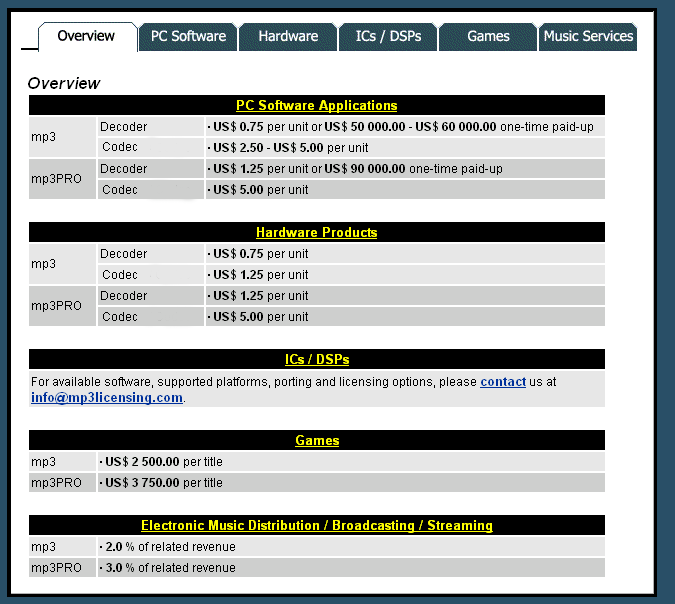 Overview PC Software Hardware ICs / DSPs Games Music Services
Overview
PC Software Applications
mp3
Decoder · US$ 0.75 per unit or US$ 50 000.00 - US$ 60 000.00 one-time paid-up
Codec · US$ 2.50 - US$ 5.00 per unit
mp3PRO
Decoder · US$ 1.25 per unit or US$ 90 000.00 one-time paid-up
Codec · US$ 5.00 per unit
Hardware Products
mp3
Decoder · US$ 0.75 per unit
Codec · US$ 1.25 per unit
mp3PRO
Decoder · US$ 1.25 per unit
Codec · US$ 5.00 per unit
ICs / DSPs
For available software, supported platforms, porting and licensing options, please contact us at
info@mp3licensing.com.
Games
mp3 · US$ 2 500.00 per title
mp3PRO · US$ 3 750.00 per title
Electronic Music Distribution / Broadcasting / Streaming
mp3 · 2.0 % of related revenue
mp3PRO · 3.0 % of related revenue